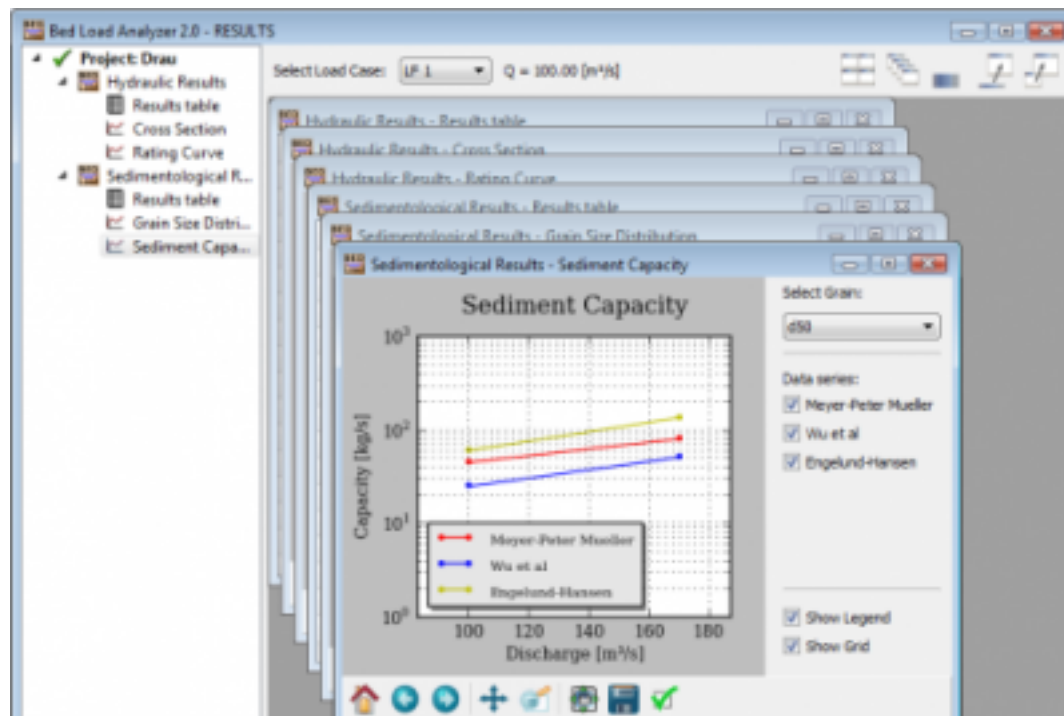 Bed Load Analyzer 2.0 - RESULTS
Project: Drau
Hydraulic Results
Results table
Cross Section
Rating Curve
Sedimentological R...
Results table
Grain Size Distri...
Sediment Capa...
Select Load Case: LF 1 Q = 100.00 [m³/s]
Hydraulic Results - Results table
Hydraulic Results - Cross Section
Hydraulic Results - Rating Curve
Sedimentological Results - Results table
Sedimentological Results - Grain Size Distribution
Sedimentological Results - Sediment Capacity
Sediment Capacity
10³
10²
10¹
10⁰
Capacity [kg/s]
Meyer-Peter Mueller
Wu et al
Engelund-Hansen
100 120 140 160 180
Discharge [m³/s]
Select Grain:
d50
Data series:
Meyer-Peter Mueller
Wu et al
Engelund-Hansen
Show Legend
Show Grid